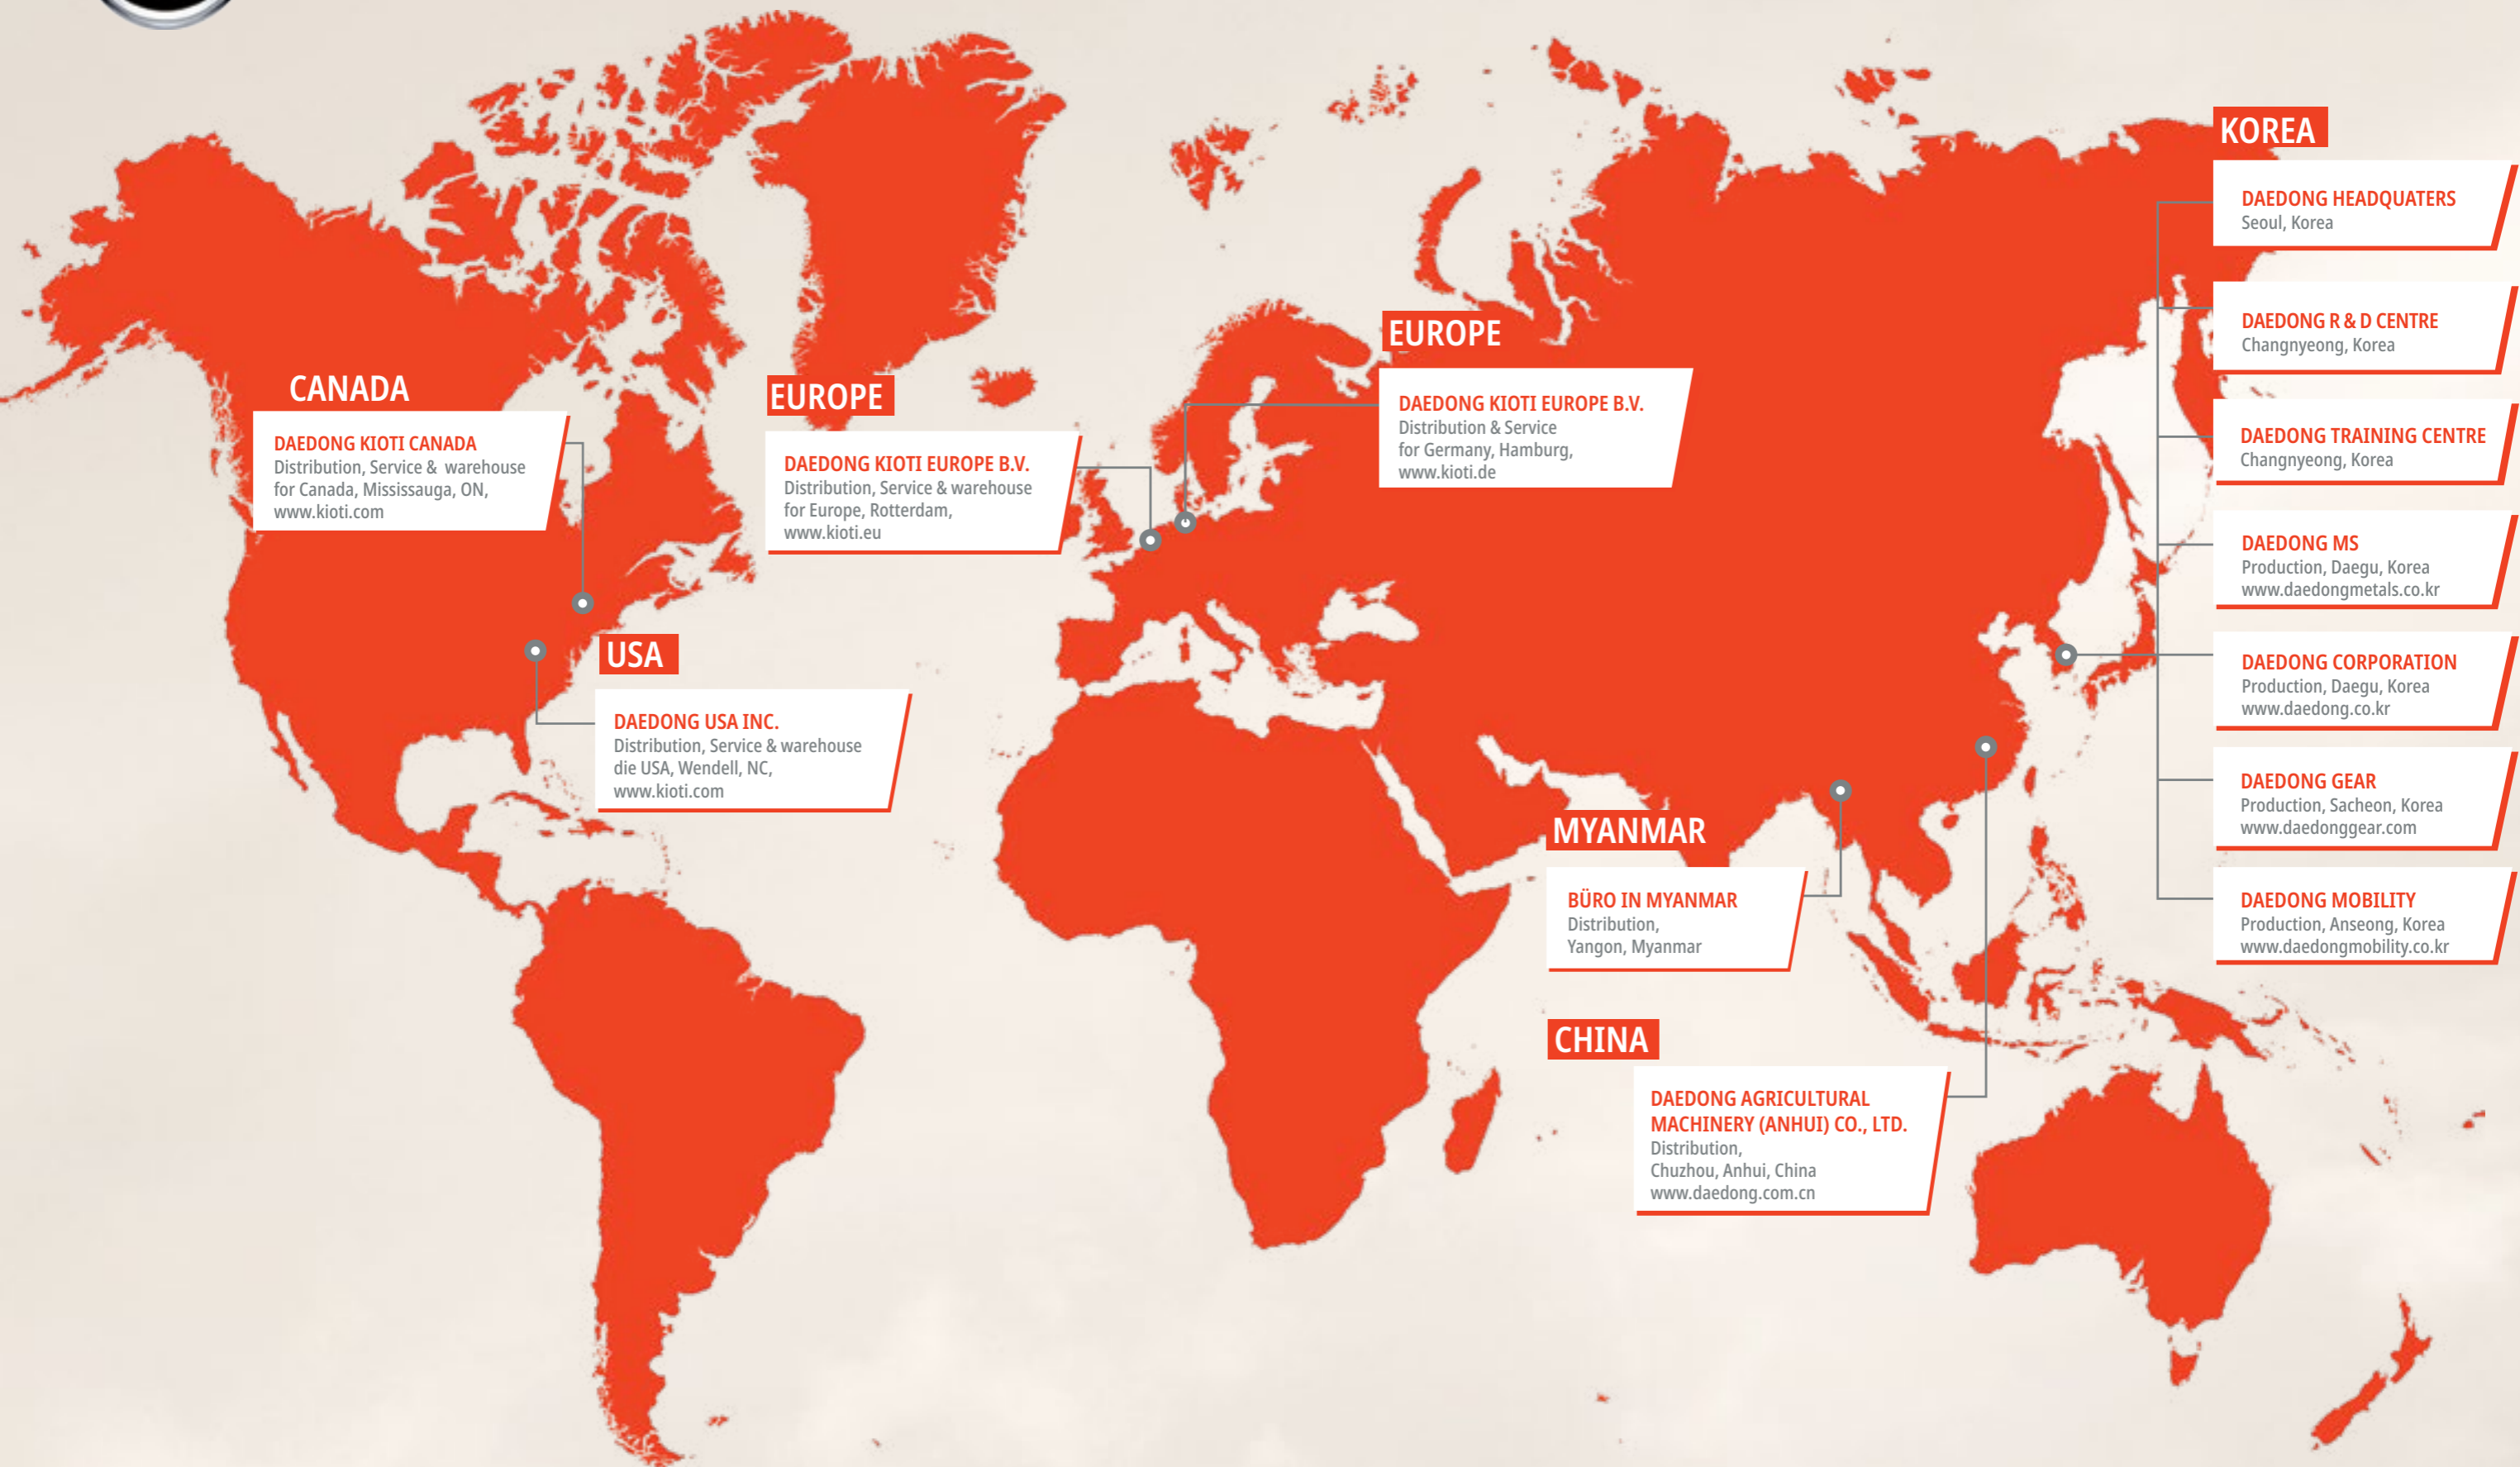 CANADA
DAEDONG KIOTI CANADA
Distribution, Service & warehouse
for Canada, Mississauga, ON,
www.kioti.com
USA
DAEDONG USA INC.
Distribution, Service & warehouse
die USA, Wendell, NC,
www.kioti.com
EUROPE
DAEDONG KIOTI EUROPE B.V.
Distribution, Service & warehouse
for Europe, Rotterdam,
www.kioti.eu
EUROPE
DAEDONG KIOTI EUROPE B.V.
Distribution & Service
for Germany, Hamburg,
www.kioti.de
MYANMAR
BÜRO IN MYANMAR
Distribution,
Yangon, Myanmar
CHINA
DAEDONG AGRICULTURAL
MACHINERY (ANHUI) CO., LTD.
Distribution,
Chuzhou, Anhui, China
www.daedong.com.cn
KOREA
DAEDONG HEADQUATERS
Seoul, Korea
DAEDONG R & D CENTRE
Changnyeong, Korea
DAEDONG TRAINING CENTRE
Changnyeong, Korea
DAEDONG MS
Production, Daegu, Korea
www.daedongmetals.co.kr
DAEDONG CORPORATION
Production, Daegu, Korea
www.daedong.co.kr
DAEDONG GEAR
Production, Sacheon, Korea
www.daedonggear.com
DAEDONG MOBILITY
Production, Anseong, Korea
www.daedongmobility.co.kr